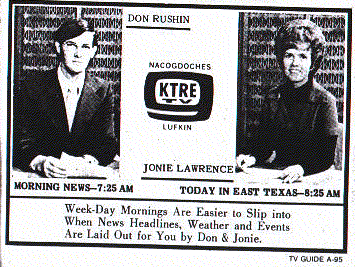 DON RUSHIN
NACOGDOCHES
KTRE
TV
LUFKIN
JONIE LAWRENCE
MORNING NEWS—7:25 AM
TODAY IN EAST TEXAS—8:25 AM
Week-Day Mornings Are Easier to Slip into
When News Headlines, Weather and Events
Are Laid Out for You by Don & Jonie.
TV GUIDE A-95